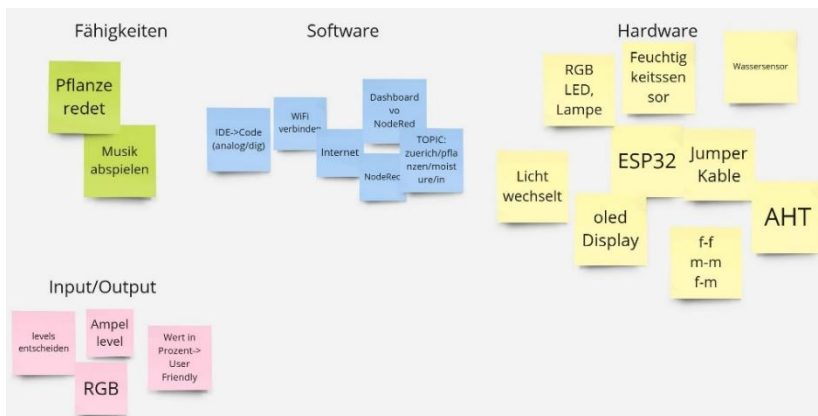 Fähigkeiten
Pflanze
redet
Musik
abspielen
Software
IDE->Code
(analog/dig)
WiFi
verbinden
Internet
Dashboard
vo
NodeRed
NodeRed
TOPIC:
zuerich/pfla
nzen/moist
ure/in
Hardware
RGB
LED,
Lampe
Feuchtig
keitssen
sor
Wassersensor
Licht
wechselt
ESP32
Jumper
Kable
oled
Display
f-f
m-m
f-m
AHT
Input/Output
levels
entscheiden
Ampel
level
RGB
Wert in
Prozent->
User
Friendly